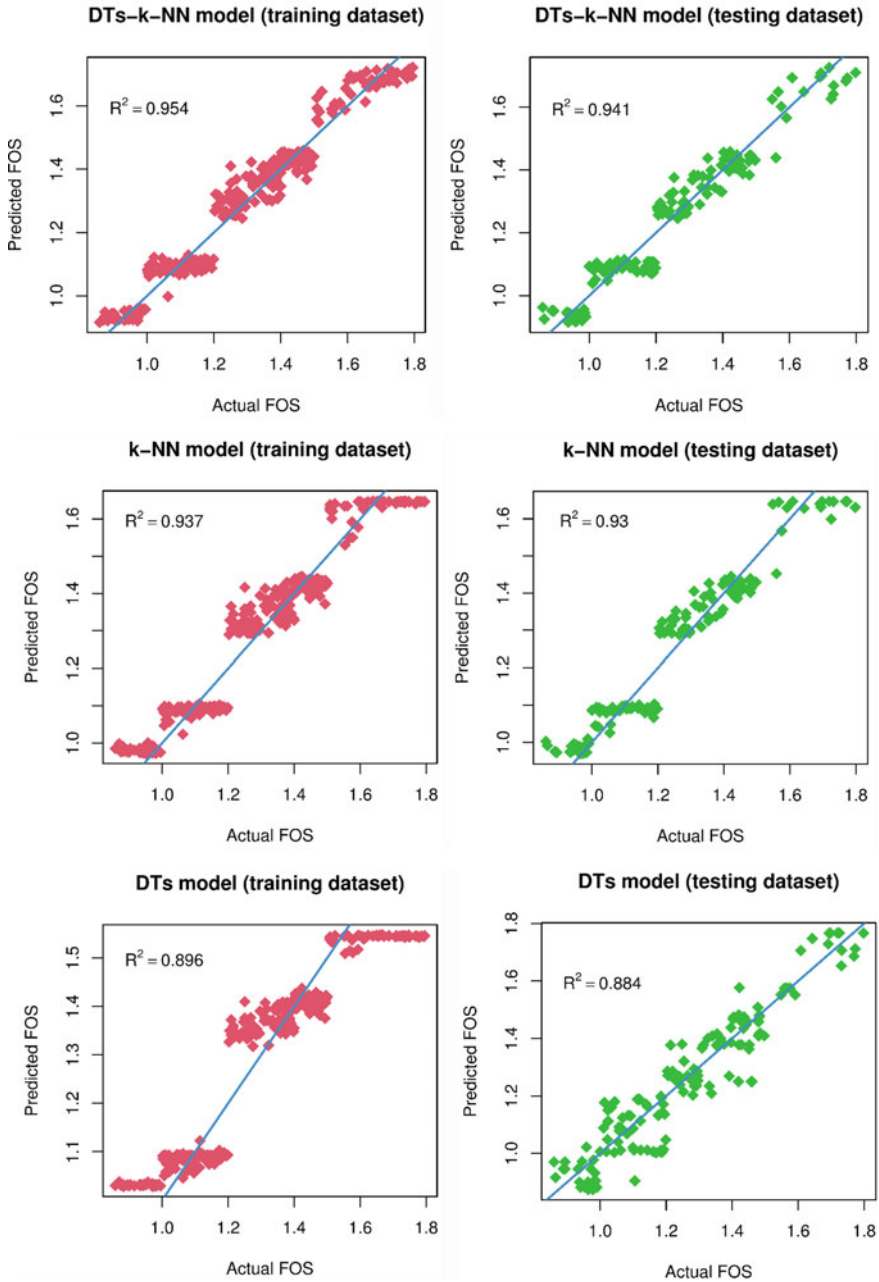 DTs-k-NN model (training dataset)
R² = 0.954
Predicted FOS
1.0 1.2 1.4 1.6
1.0 1.2 1.4 1.6 1.8
Actual FOS
DTs-k-NN model (testing dataset)
R² = 0.941
Predicted FOS
1.0 1.2 1.4 1.6
1.0 1.2 1.4 1.6 1.8
Actual FOS
k-NN model (training dataset)
R² = 0.937
Predicted FOS
1.0 1.2 1.4 1.6
1.0 1.2 1.4 1.6 1.8
Actual FOS
k-NN model (testing dataset)
R² = 0.93
Predicted FOS
1.0 1.2 1.4 1.6
1.0 1.2 1.4 1.6 1.8
Actual FOS
DTs model (training dataset)
R² = 0.896
Predicted FOS
1.1 1.2 1.3 1.4 1.5
1.0 1.2 1.4 1.6 1.8
Actual FOS
DTs model (testing dataset)
R² = 0.884
Predicted FOS
1.0 1.2 1.4 1.6 1.8
1.0 1.2 1.4 1.6 1.8
Actual FOS